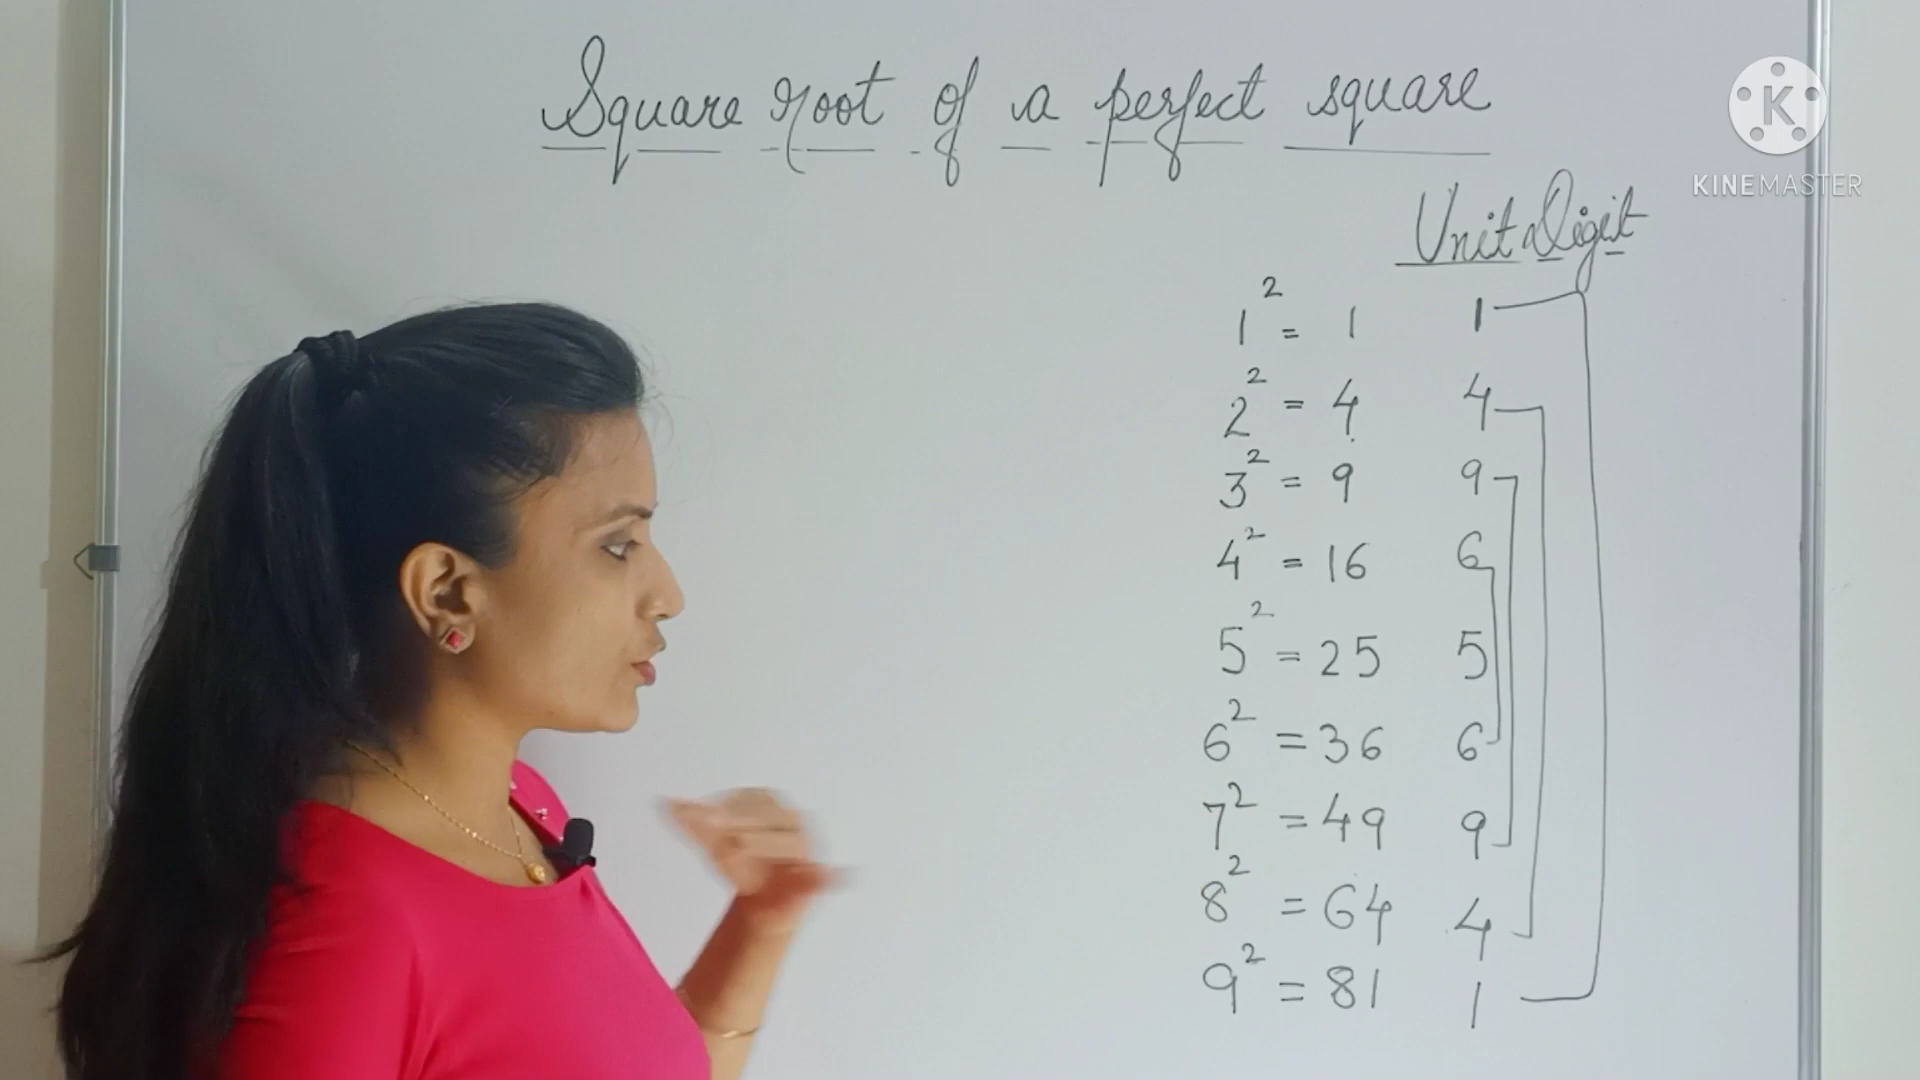 Square root of a perfect square
K
KINEMASTER
Unit Digit
1² = 1 1
2² = 4 4
3² = 9 9
4² = 16 6
5² = 25 5
6² = 36 6
7² = 49 9
8² = 64 4
9² = 81 1